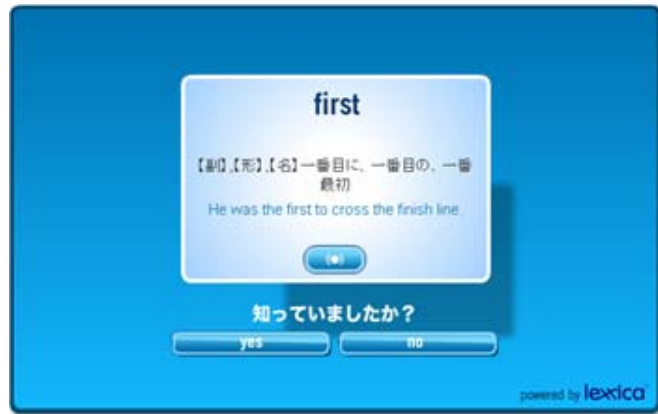 first
【副】,【形】,【名】一番目に、一番目の、一番
最初
He was the first to cross the finish line.
知っていましたか？
yes
no
powered by lexxica